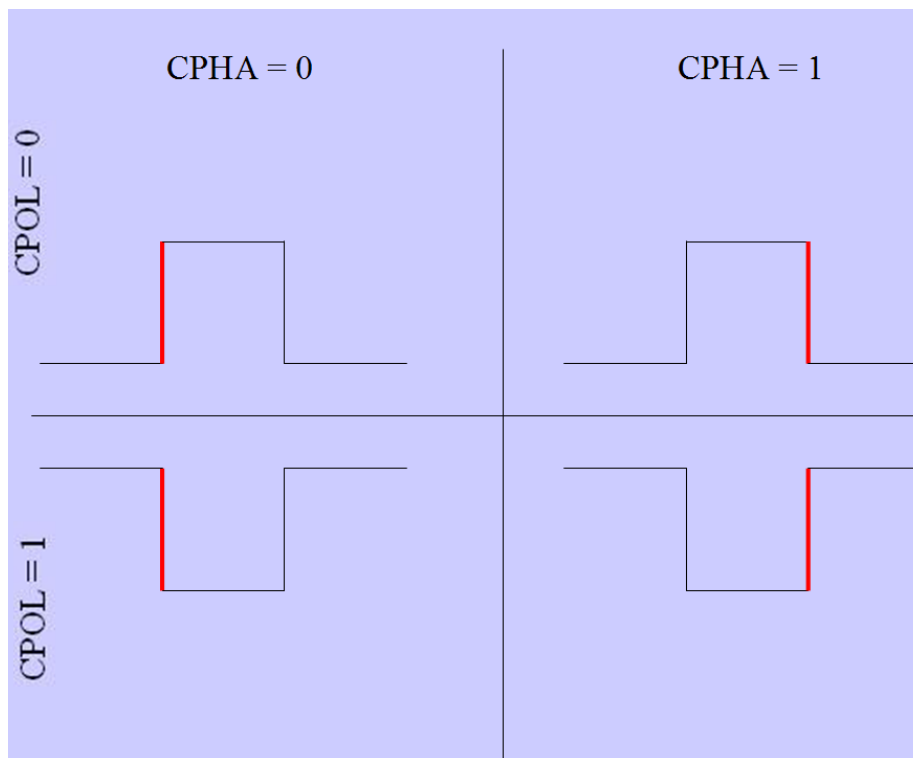 CPHA = 0
CPHA = 1
CPOL = 0
CPOL = 1